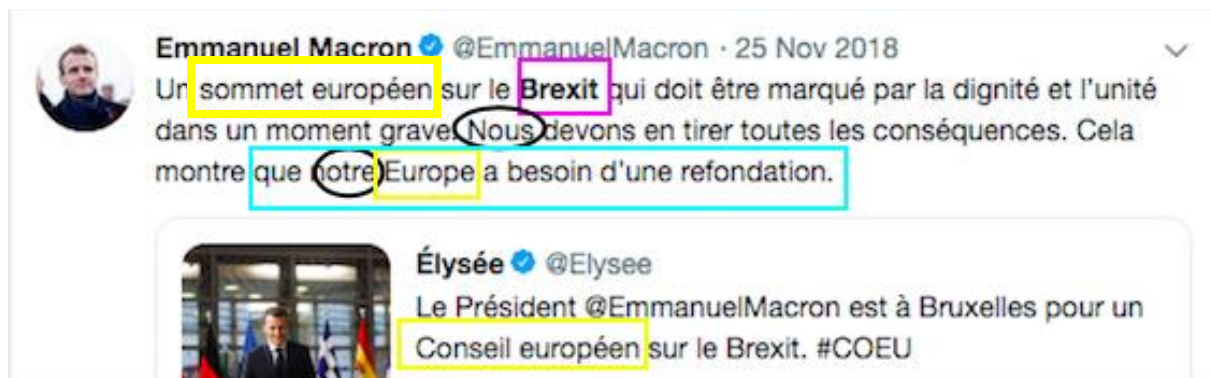 Emmanuel Macron @EmmanuelMacron · 25 Nov 2018
Un sommet européen sur le Brexit qui doit être marqué par la dignité et l'unité
dans un moment grave. Nous devons en tirer toutes les conséquences. Cela
montre que notre Europe a besoin d'une refondation.
Élysée @Elysee
Le Président @EmmanuelMacron est à Bruxelles pour un
Conseil européen sur le Brexit. #COEU